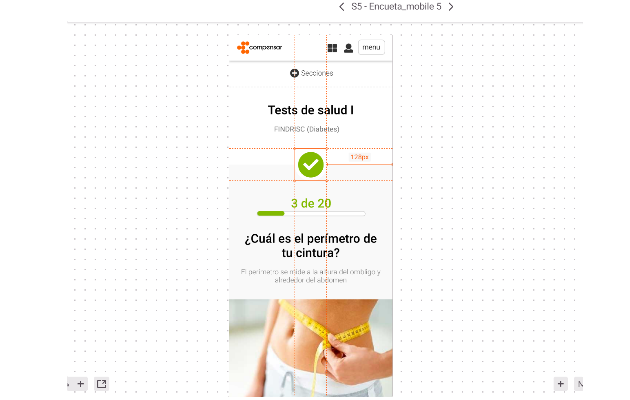 S5 - Encueta_mobile 5
compensar
menu
Secciones
Tests de salud I
FINDRISC (Diabetes)
128px
3 de 20
¿Cuál es el perímetro de
tu cintura?
El perímetro se mide a la altura del ombligo y
alrededor del abdomen